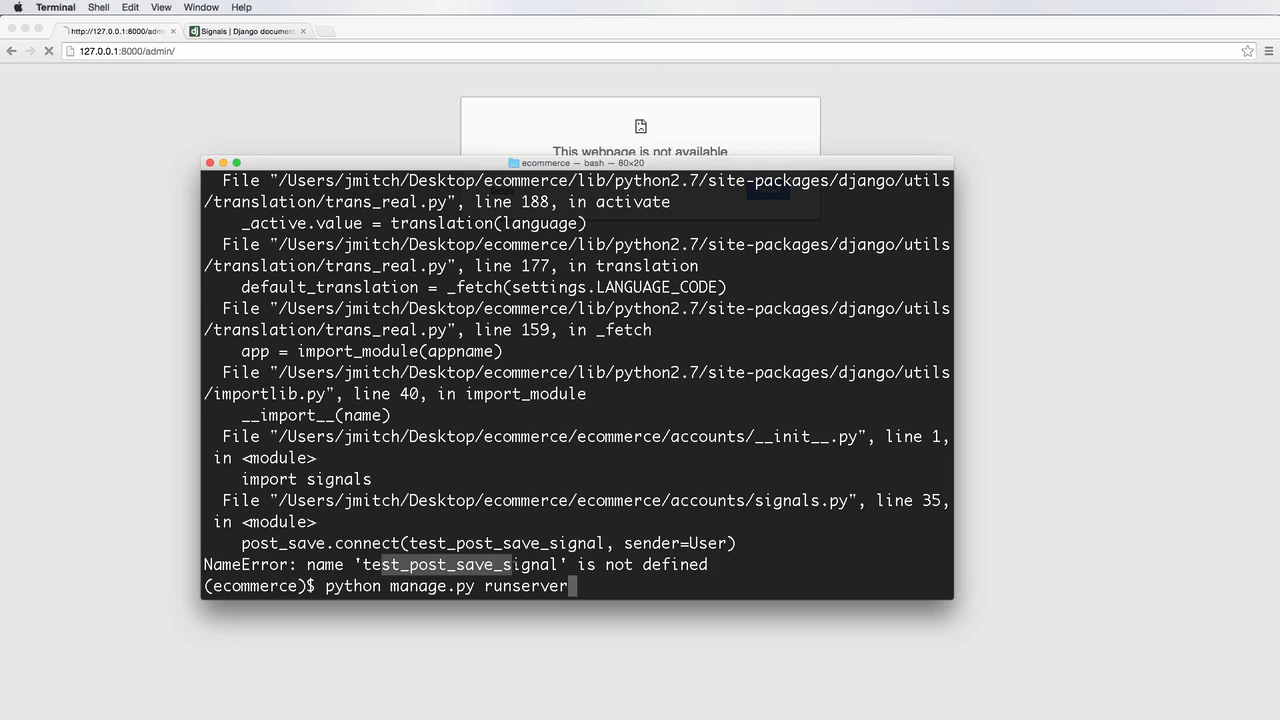 Terminal Shell Edit View Window Help
http://127.0.0.1:8000/adm
Signals | Django documen
127.0.0.1:8000/admin/
This webpage is not available
ecommerce — bash — 80×20
File "/Users/jmitch/Desktop/ecommerce/lib/python2.7/site-packages/django/utils
/translation/trans_real.py", line 188, in activate
_active.value = translation(language)
File "/Users/jmitch/Desktop/ecommerce/lib/python2.7/site-packages/django/utils
/translation/trans_real.py", line 177, in translation
default_translation = _fetch(settings.LANGUAGE_CODE)
File "/Users/jmitch/Desktop/ecommerce/lib/python2.7/site-packages/django/utils
/translation/trans_real.py", line 159, in _fetch
app = import_module(appname)
File "/Users/jmitch/Desktop/ecommerce/lib/python2.7/site-packages/django/utils
/importlib.py", line 40, in import_module
__import__(name)
File "/Users/jmitch/Desktop/ecommerce/ecommerce/accounts/__init__.py", line 1,
in <module>
import signals
File "/Users/jmitch/Desktop/ecommerce/ecommerce/accounts/signals.py", line 35,
in <module>
post_save.connect(test_post_save_signal, sender=User)
NameError: name 'test_post_save_signal' is not defined
(ecommerce)$ python manage.py runserver